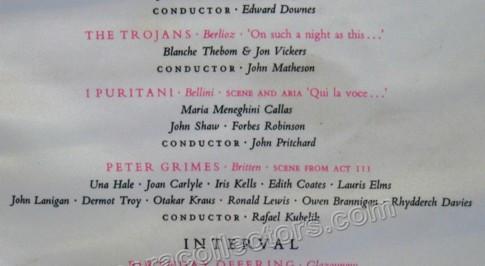 CONDUCTOR · Edward Downes
THE TROJANS · Berlioz · 'On such a night as this...'
Blanche Thebom & Jon Vickers
CONDUCTOR · John Matheson
I PURITANI · Bellini · SCENE AND ARIA 'Qui la voce...'
Maria Meneghini Callas
John Shaw · Forbes Robinson
CONDUCTOR · John Pritchard
PETER GRIMES · Britten · SCENE FROM ACT III
Una Hale · Joan Carlyle · Iris Kells · Edith Coates · Lauris Elms
John Lanigan · Dermot Troy · Otakar Kraus · Ronald Lewis · Owen Brannigan · Rhydderch Davies
CONDUCTOR · Rafael Kubelik
INTERVAL
OFFERING · Glazounov